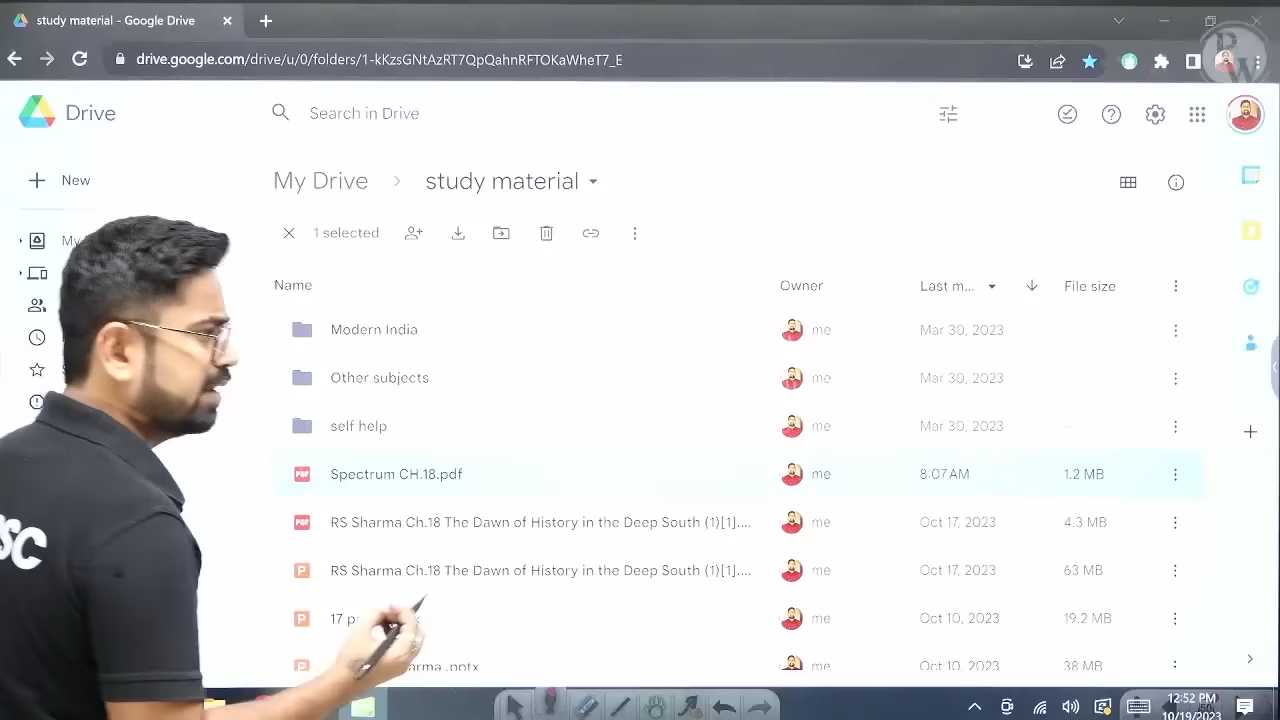 study material - Google Drive
drive.google.com/drive/u/0/folders/1-kKzsGNtAzRT7QpQahnRFTOKaWheT7_E
PW
Drive
Search in Drive
New
My Drive > study material
1 selected
Name Owner Last m... File size
Modern India me Mar 30, 2023
Other subjects me Mar 30, 2023
self help me Mar 30, 2023
Spectrum CH.18.pdf me 8:07 AM 1.2 MB
RS Sharma Ch.18 The Dawn of History in the Deep South (1)[1].... me Oct 17, 2023 4.3 MB
RS Sharma Ch.18 The Dawn of History in the Deep South (1)[1].... me Oct 17, 2023 63 MB
17 me Oct 10, 2023 19.2 MB
.pptx me Oct 10, 2023 38 MB
SC
12:52 PM
10/19/2023